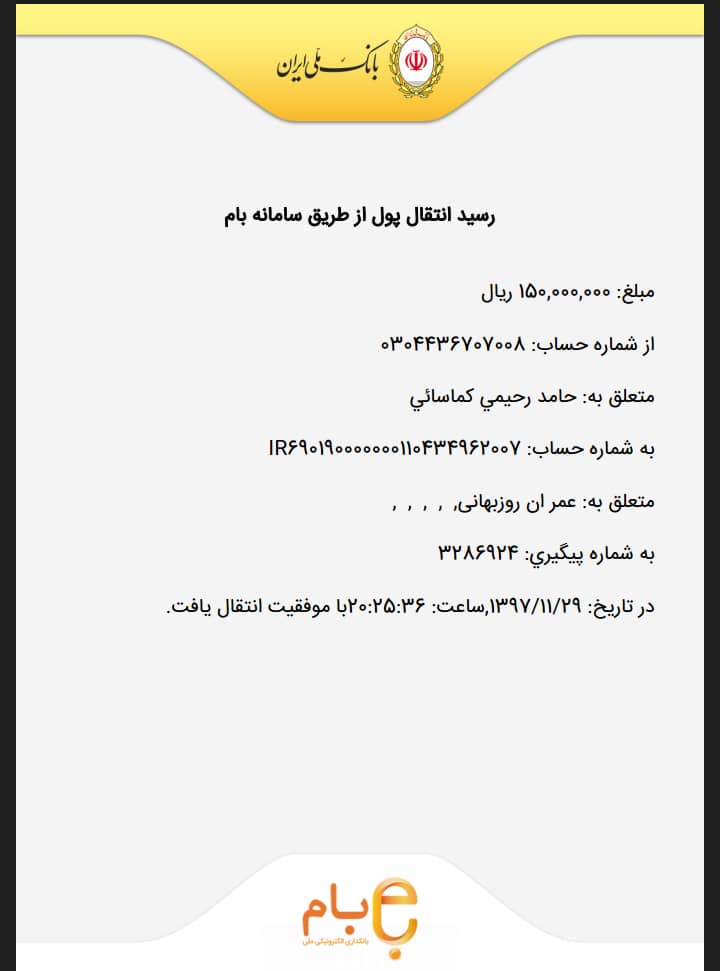 بانک ملی ایران
رسید انتقال پول از طریق سامانه بام
مبلغ: ۱۵۰,۰۰۰,۰۰۰ ریال
از شماره حساب: ۰۳۰۴۴۳۶۷۰۷۰۰۸
متعلق به: حامد رحيمي كماسائي
به شماره حساب: IR۶۹۰۱۹۰۰۰۰۰۰۰۰۱۱۰۴۳۴۹۶۲۰۰۷
متعلق به: عمر ان روزبهانی, , , , ,
به شماره پيگيري: ۳۲۸۶۹۲۴
در تاریخ: ۱۳۹۷/۱۱/۲۹,ساعت: ۲۰:۲۵:۳۶با موفقیت انتقال یافت.
بام
بانکداری الکترونیکی ملی